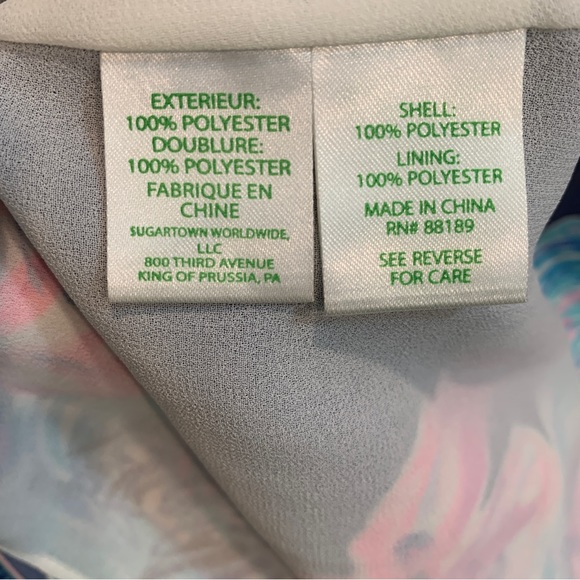 EXTERIEUR:
100% POLYESTER
DOUBLURE:
100% POLYESTER
FABRIQUE EN
CHINE
SUGARTOWN WORLDWIDE,
LLC
800 THIRD AVENUE
KING OF PRUSSIA, PA
SHELL:
100% POLYESTER
LINING:
100% POLYESTER
MADE IN CHINA
RN# 88189
SEE REVERSE
FOR CARE